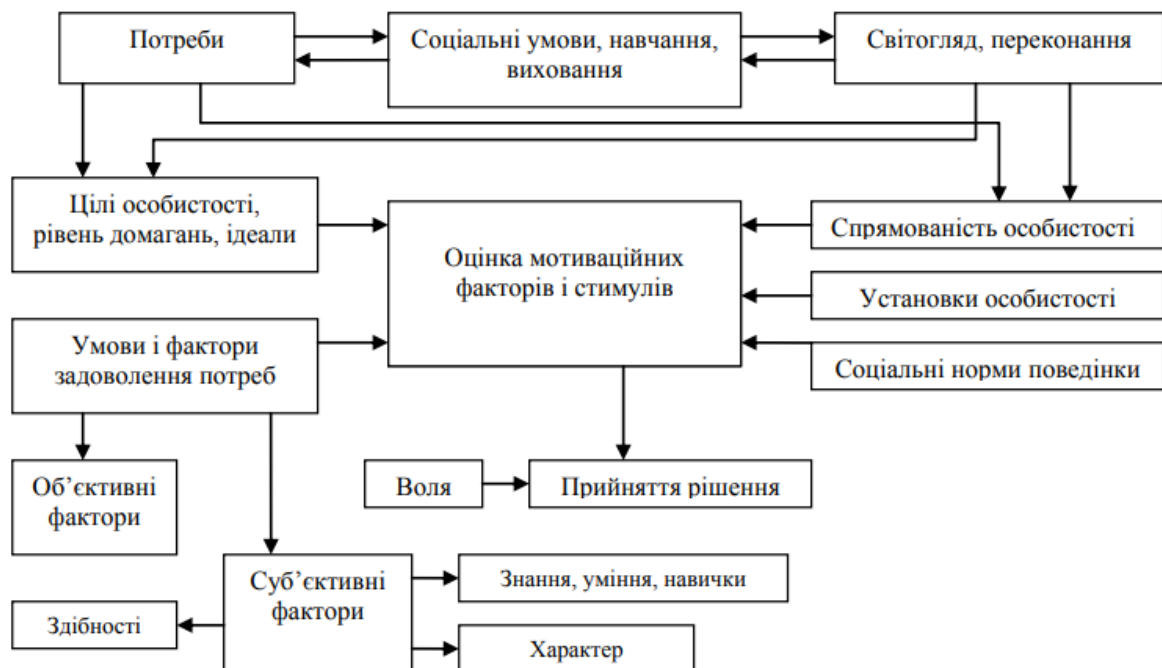 Потреби
Соціальні умови, навчання,
виховання
Світогляд, переконання
Цілі особистості,
рівень домагань, ідеали
Оцінка мотиваційних
факторів і стимулів
Спрямованість особистості
Установки особистості
Соціальні норми поведінки
Умови і фактори
задоволення потреб
Об’єктивні
фактори
Воля
Прийняття рішення
Суб’єктивні
фактори
Знання, уміння, навички
Здібності
Характер